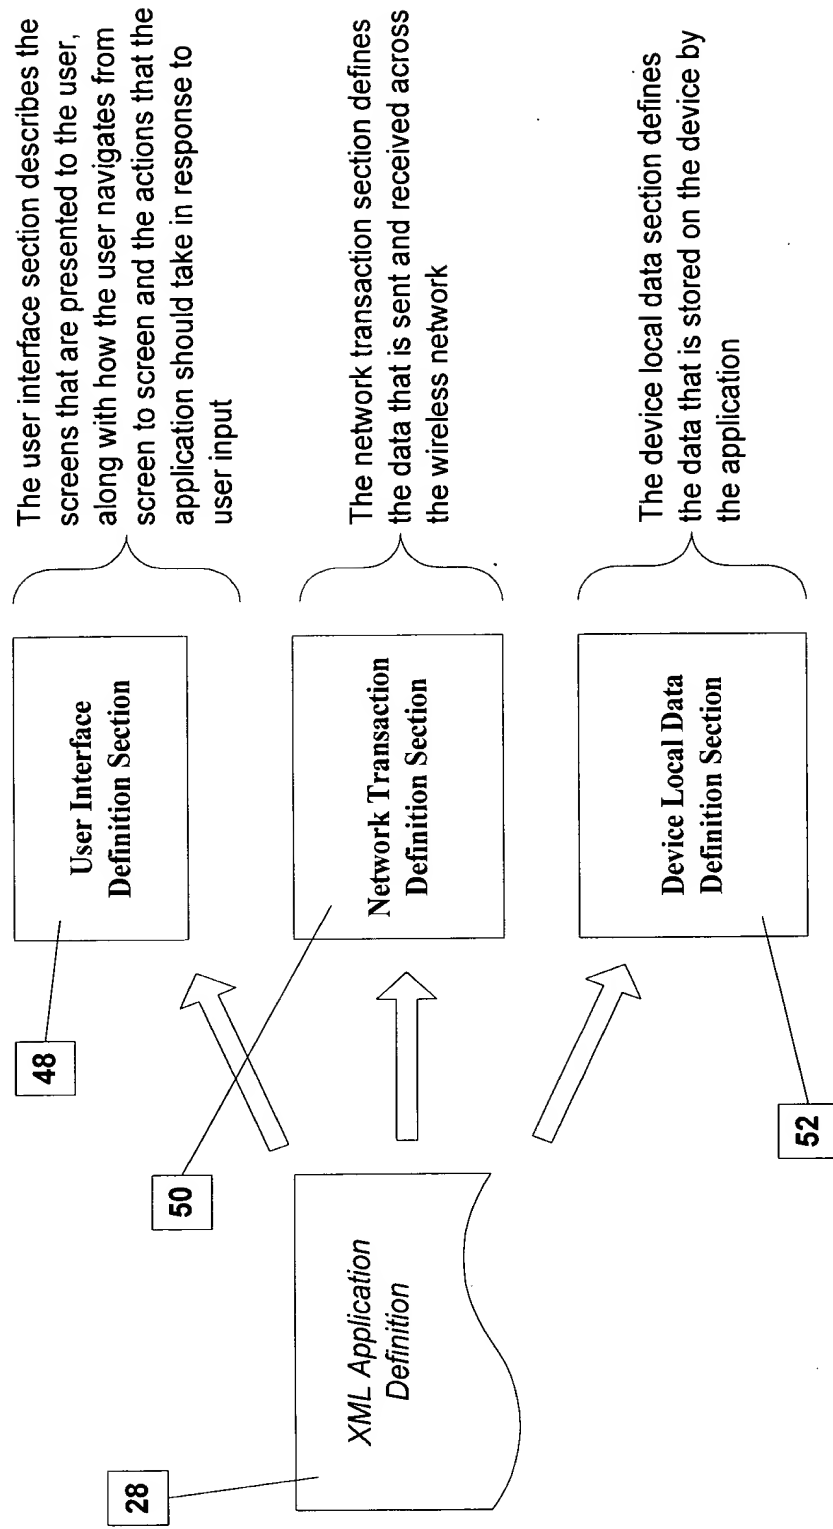 28
XML Application
Definition
48
User Interface
Definition Section
The user interface section describes the
screens that are presented to the user,
along with how the user navigates from
screen to screen and the actions that the
application should take in response to
user input
50
Network Transaction
Definition Section
The network transaction section defines
the data that is sent and received across
the wireless network
52
Device Local Data
Definition Section
The device local data section defines
the data that is stored on the device by
the application